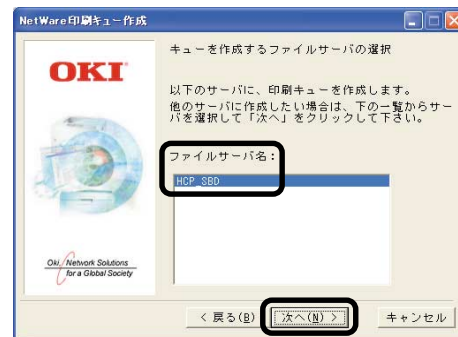 NetWare印刷キュー作成
キューを作成するファイルサーバの選択
OKI
以下のサーバに、印刷キューを作成します。
他のサーバに作成したい場合は、下の一覧からサー
バを選択して「次へ」をクリックして下さい。
ファイルサーバ名：
HCP_SBD
Oki, Network Solutions
for a Global Society
< 戻る(B)
次へ(N) >
キャンセル